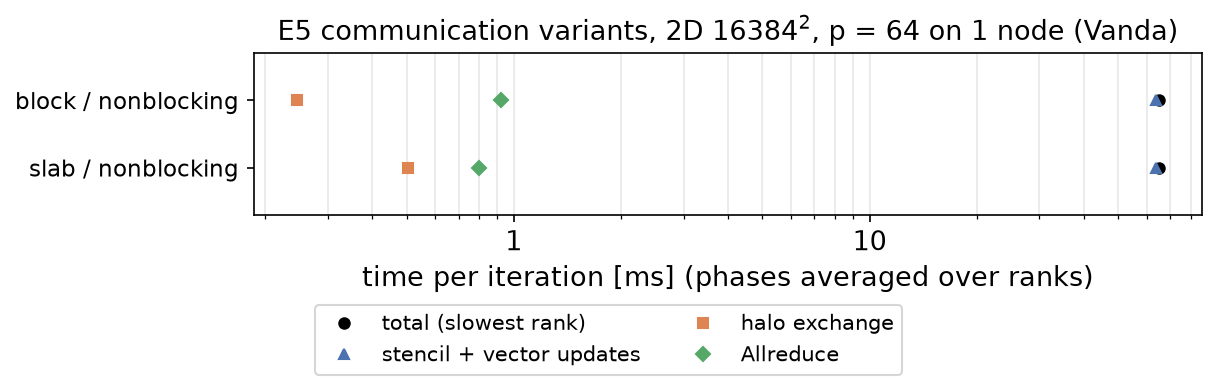 E5 communication variants, 2D 16384², p = 64 on 1 node (Vanda)
block / nonblocking
slab / nonblocking
1 10
time per iteration [ms] (phases averaged over ranks)
total (slowest rank) halo exchange
stencil + vector updates Allreduce